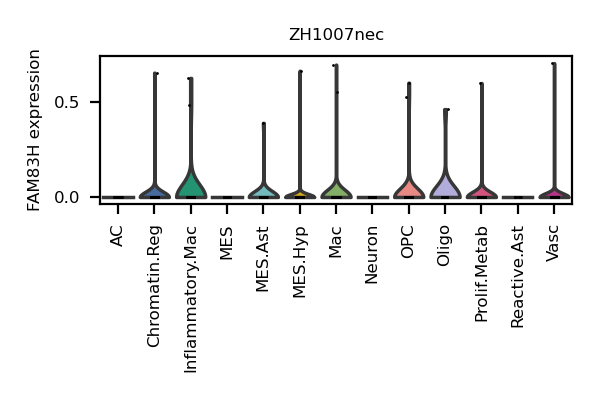 ZH1007nec
FAM83H expression
0.5
0.0
AC
Chromatin.Reg
Inflammatory.Mac
MES
MES.Ast
MES.Hyp
Mac
Neuron
OPC
Oligo
Prolif.Metab
Reactive.Ast
Vasc